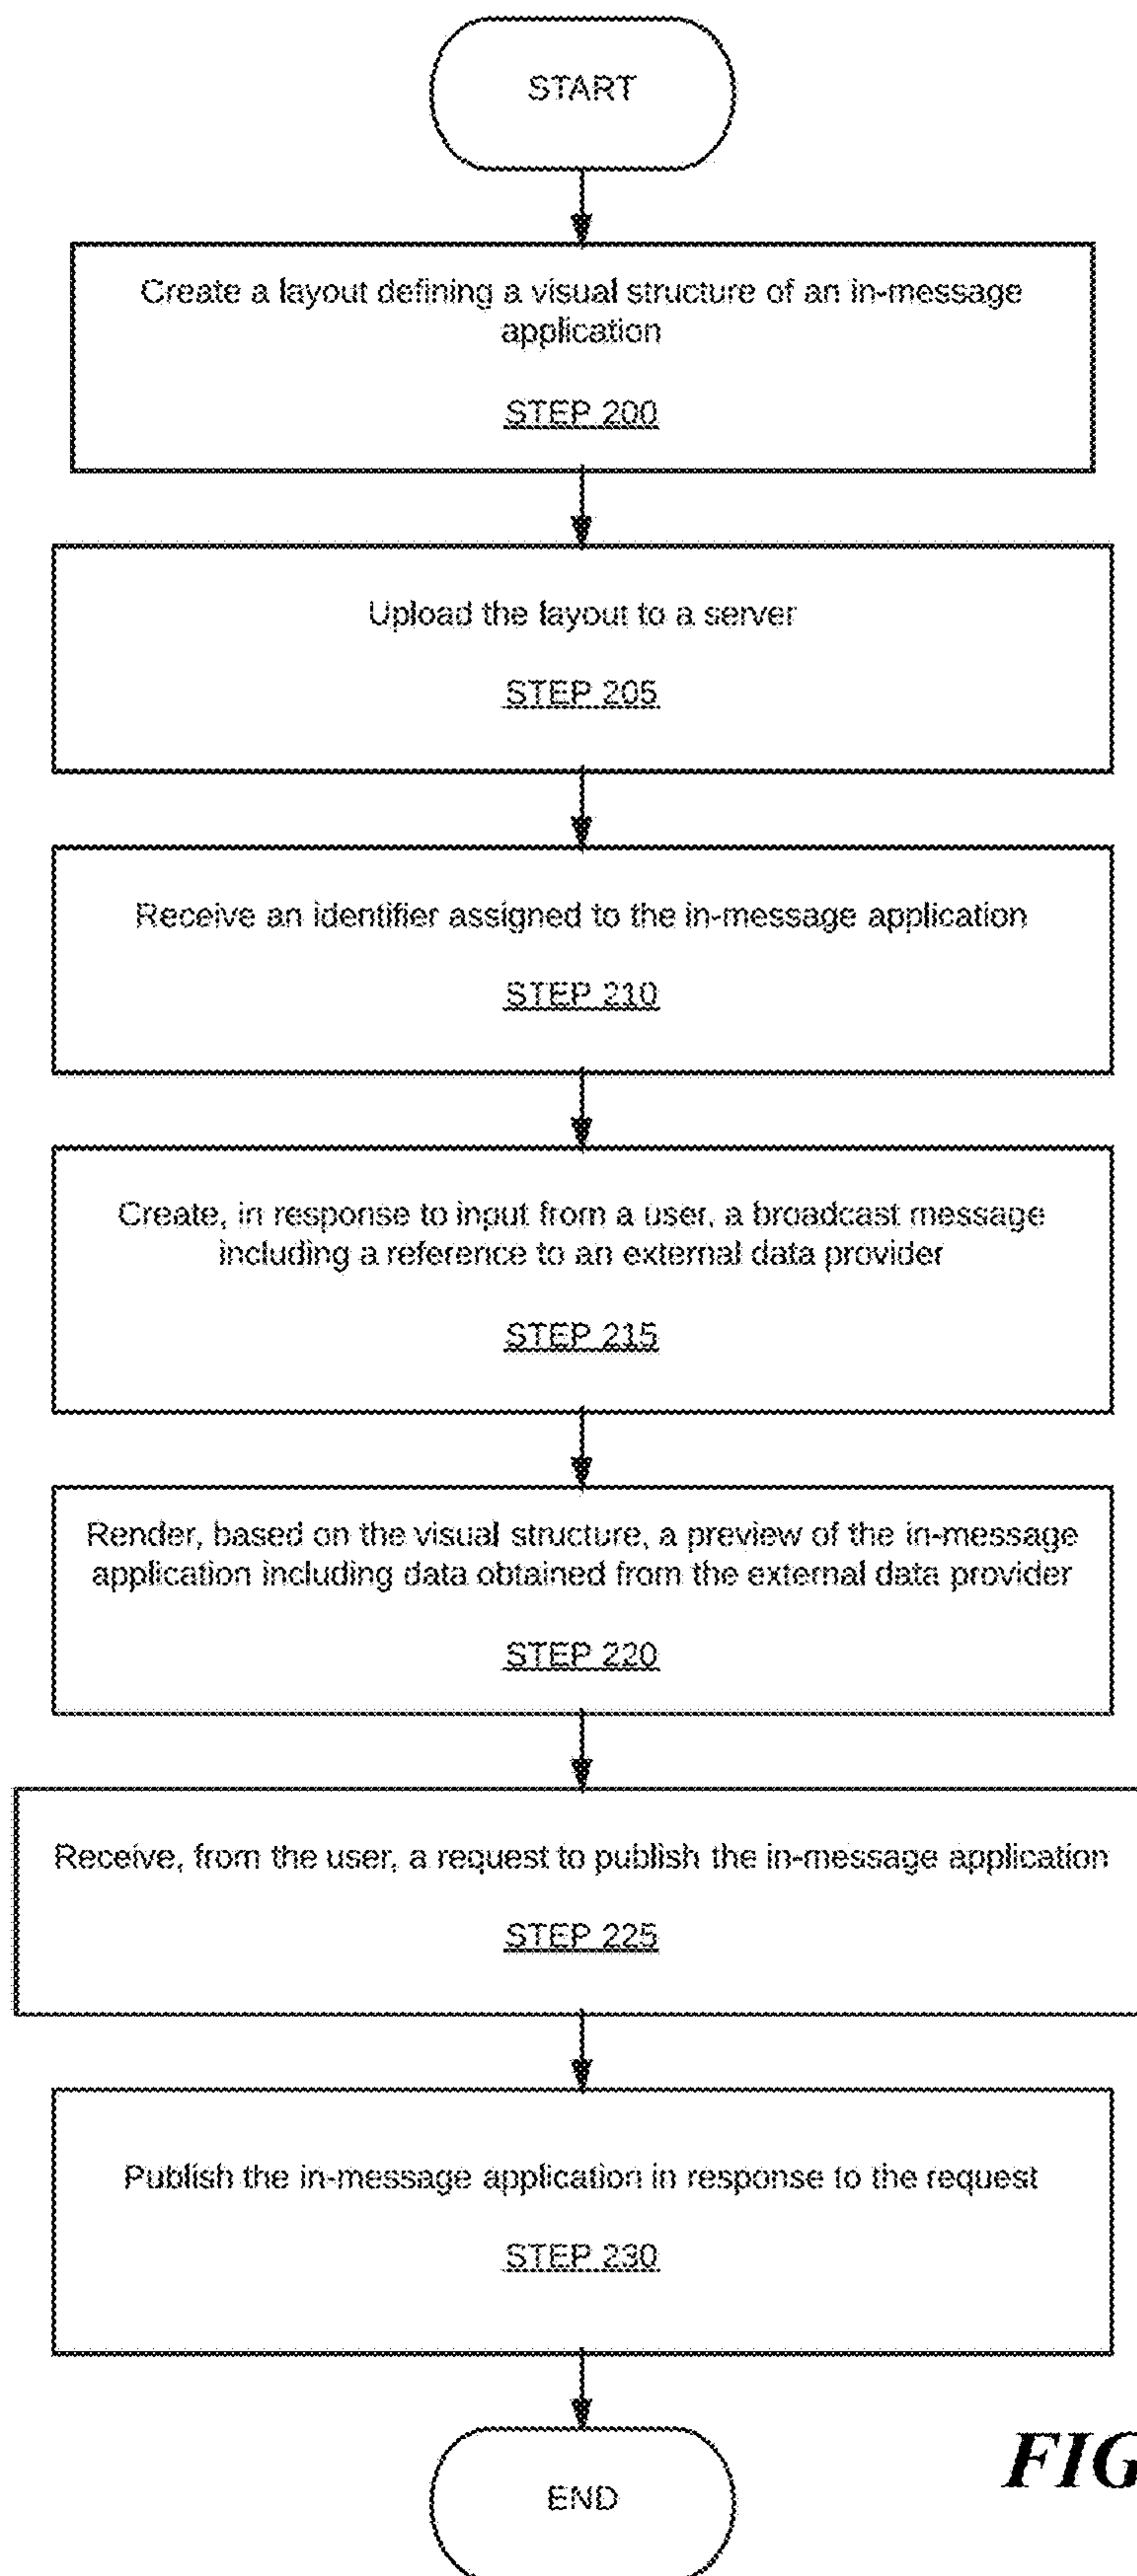 START
Create a layout defining a visual structure of an in-message
application
STEP 200
Upload the layout to a server
STEP 205
Receive an identifier assigned to the in-message application
STEP 210
Create, in response to input from a user, a broadcast message
including a reference to an external data provider
STEP 215
Render, based on the visual structure, a preview of the in-message
application including data obtained from the external data provider
STEP 220
Receive, from the user, a request to publish the in-message application
STEP 225
Publish the in-message application in response to the request
STEP 230
FIG
END